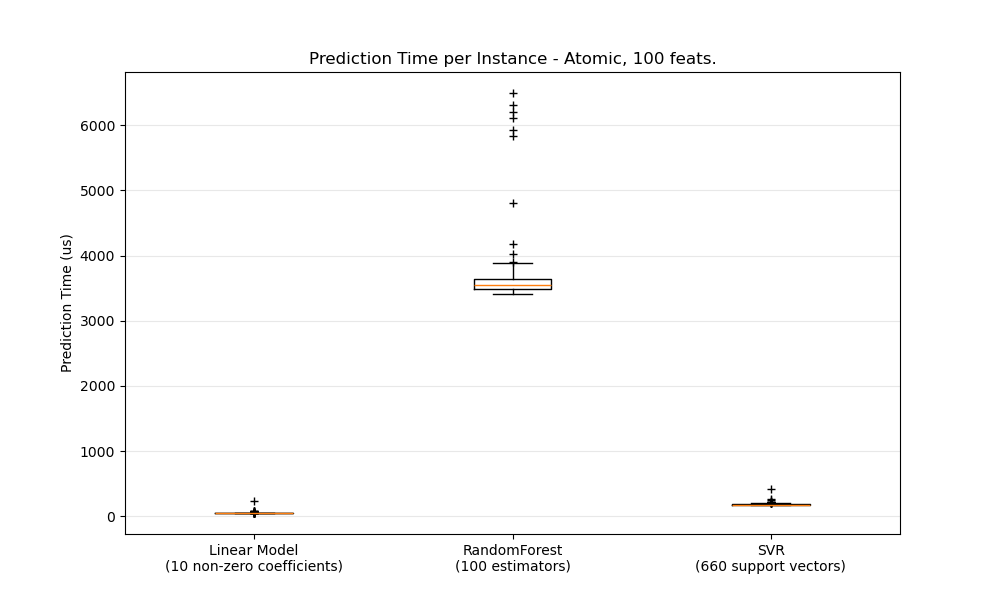 Prediction Time per Instance - Atomic, 100 feats.
Prediction Time (us)
6000
5000
4000
3000
2000
1000
0
Linear Model
(10 non-zero coefficients)
RandomForest
(100 estimators)
SVR
(660 support vectors)